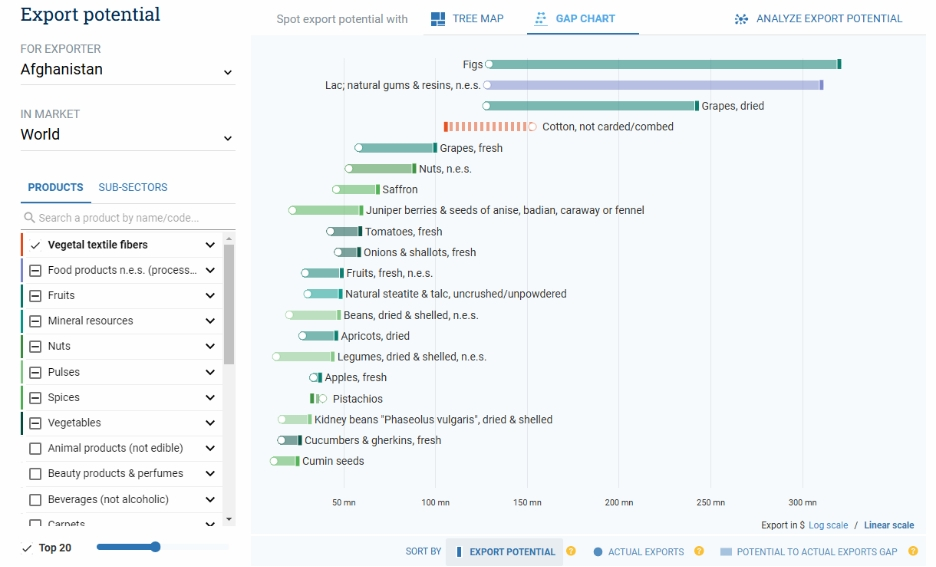 Export potential
FOR EXPORTER
Afghanistan
IN MARKET
World
PRODUCTS SUB-SECTORS
Search a product by name/code...
Vegetal textile fibers
Food products n.e.s. (process...
Fruits
Mineral resources
Nuts
Pulses
Spices
Vegetables
Animal products (not edible)
Beauty products & perfumes
Beverages (not alcoholic)
Carpets
Top 20
Spot export potential with TREE MAP GAP CHART ANALYZE EXPORT POTENTIAL
Figs
Lac; natural gums & resins, n.e.s.
Grapes, dried
Cotton, not carded/combed
Grapes, fresh
Nuts, n.e.s.
Saffron
Juniper berries & seeds of anise, badian, caraway or fennel
Tomatoes, fresh
Onions & shallots, fresh
Fruits, fresh, n.e.s.
Natural steatite & talc, uncrushed/unpowdered
Beans, dried & shelled, n.e.s.
Apricots, dried
Legumes, dried & shelled, n.e.s.
Apples, fresh
Pistachios
Kidney beans "Phaseolus vulgaris", dried & shelled
Cucumbers & gherkins, fresh
Cumin seeds
50 mn 100 mn 150 mn 200 mn 250 mn 300 mn
Export in $ Log scale / Linear scale
SORT BY EXPORT POTENTIAL ? ACTUAL EXPORTS ? POTENTIAL TO ACTUAL EXPORTS GAP ?